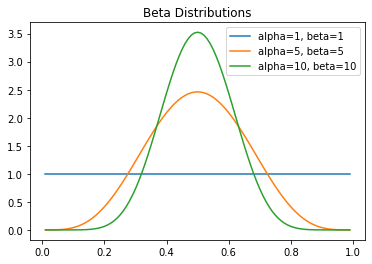 Beta Distributions
alpha=1, beta=1
alpha=5, beta=5
alpha=10, beta=10
3.5
3.0
2.5
2.0
1.5
1.0
0.5
0.0
0.0 0.2 0.4 0.6 0.8 1.0